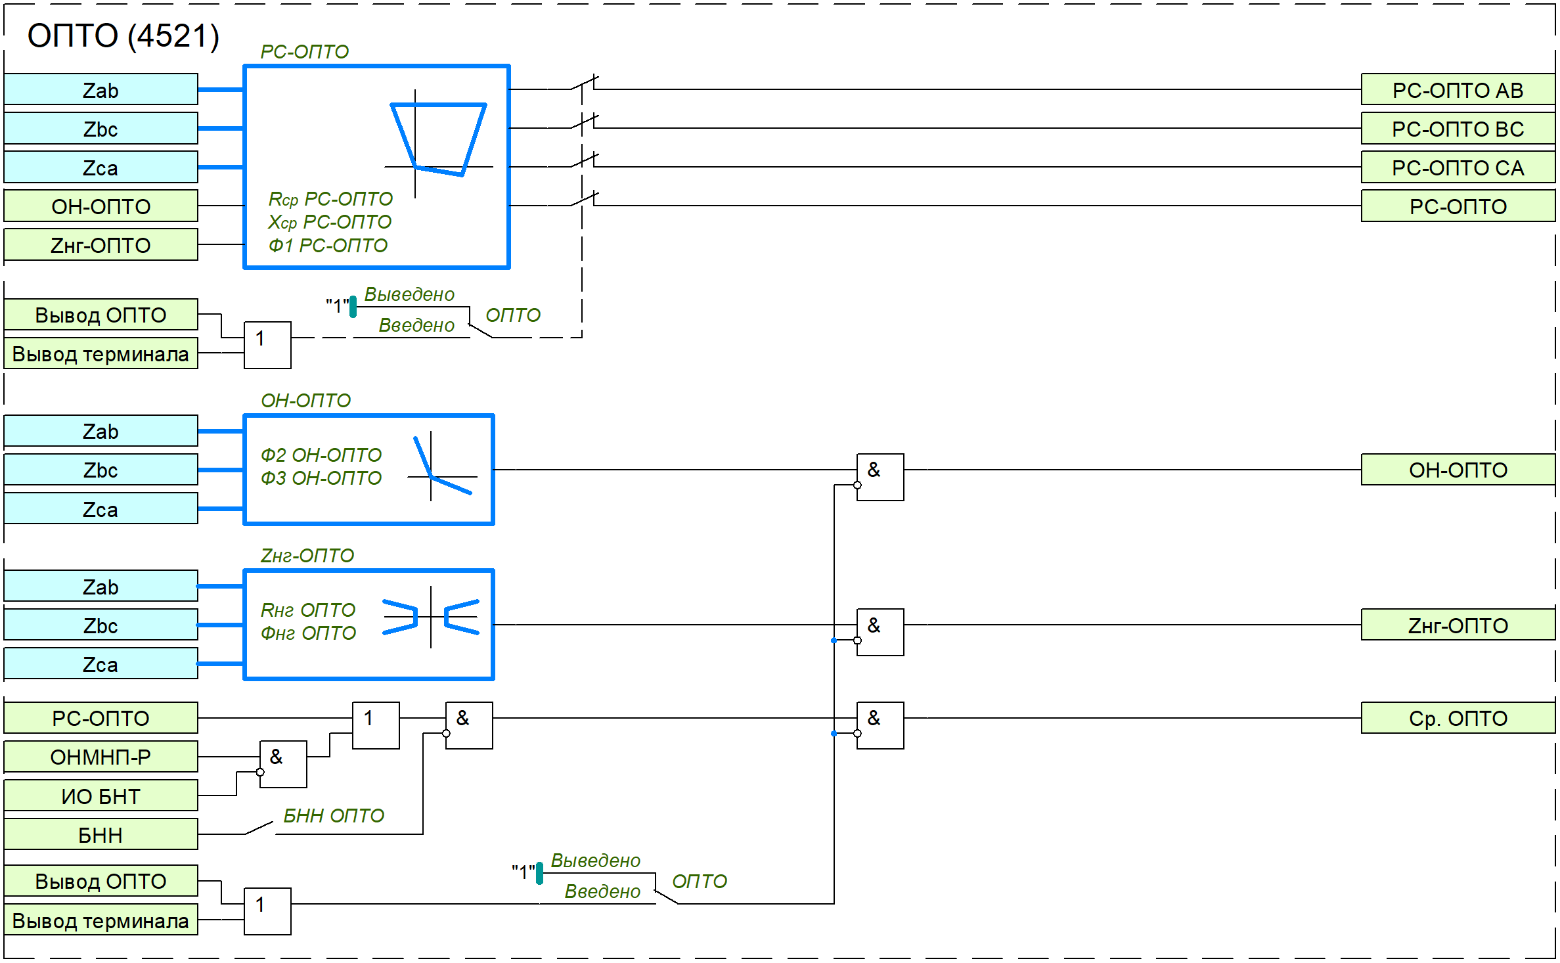 ОПТО (4521)
РС-ОПТО
Zab
Zbc
Zca
ОН-ОПТО
Zнг-ОПТО
Rср РС-ОПТО
Xср РС-ОПТО
Ф1 РС-ОПТО
РС-ОПТО AB
РС-ОПТО BC
РС-ОПТО CA
РС-ОПТО
Вывод ОПТО
Вывод терминала
1
"1"
Выведено
Введено
ОПТО
ОН-ОПТО
Zab
Zbc
Zca
Ф2 ОН-ОПТО
Ф3 ОН-ОПТО
&
ОН-ОПТО
Zнг-ОПТО
Zab
Zbc
Zca
Rнг ОПТО
Фнг ОПТО
&
Zнг-ОПТО
РС-ОПТО
ОНМНП-Р
ИО БНТ
БНН
&
1
&
&
Ср. ОПТО
БНН ОПТО
Вывод ОПТО
Вывод терминала
1
"1"
Выведено
Введено
ОПТО